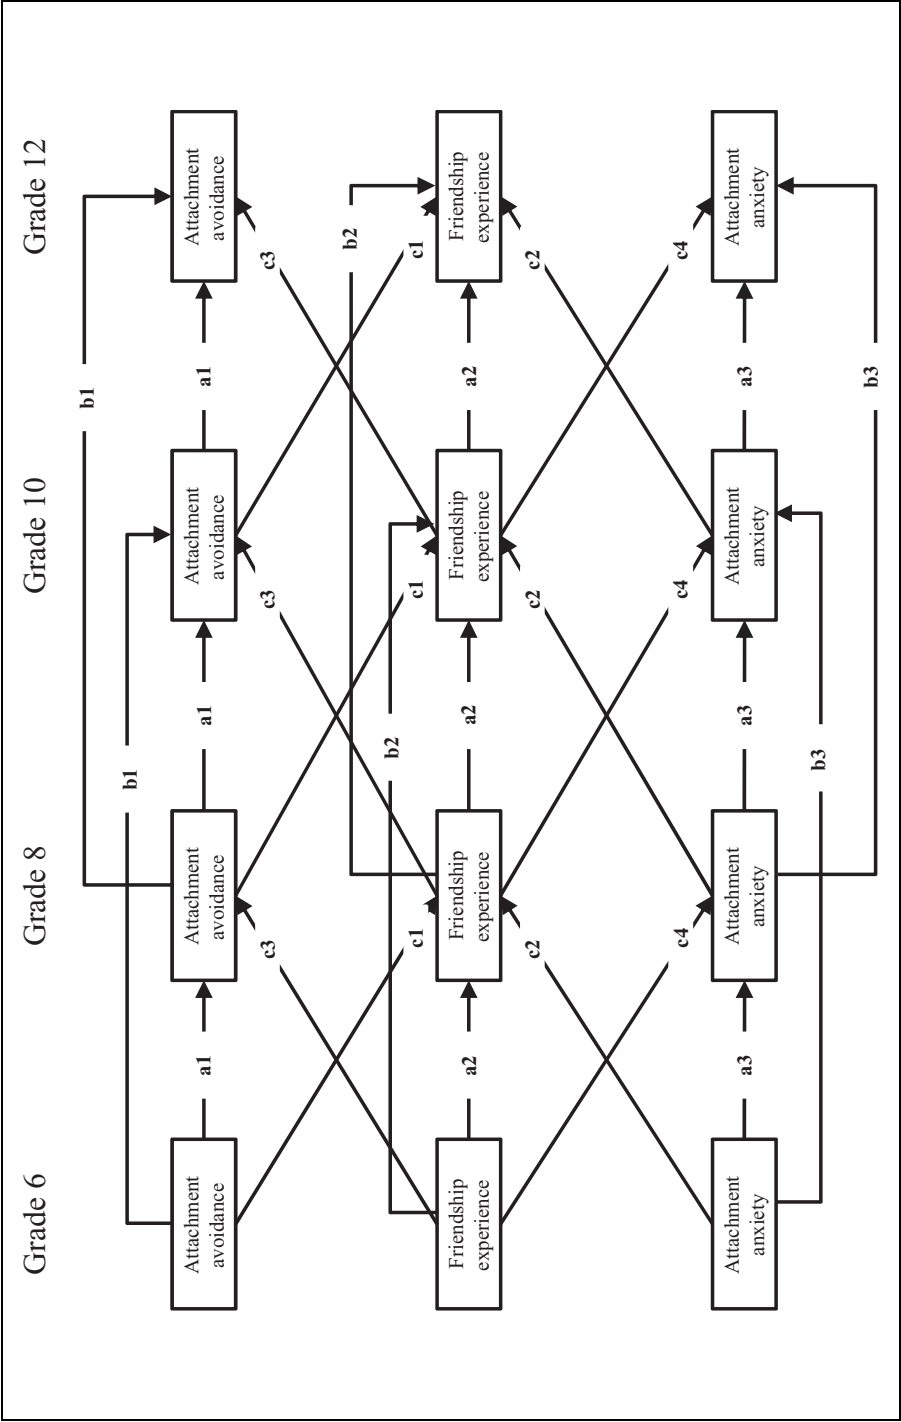 Grade 6
Grade 8
Grade 10
Grade 12
b1
b1
Attachment
avoidance
a1
Attachment
avoidance
a1
Attachment
avoidance
a1
Attachment
avoidance
c3
c3
c3
b2
b2
c1
c1
c1
Friendship
experience
a2
Friendship
experience
a2
Friendship
experience
a2
Friendship
experience
c2
c2
c2
c4
c4
c4
Attachment
anxiety
a3
Attachment
anxiety
a3
Attachment
anxiety
a3
Attachment
anxiety
b3
b3